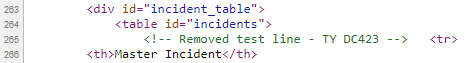 263 <div id="incident_table">
264 <table id="incidents">
265 <!-- Removed test line - TY DC423 --> <tr>
266 <th>Master Incident</th>